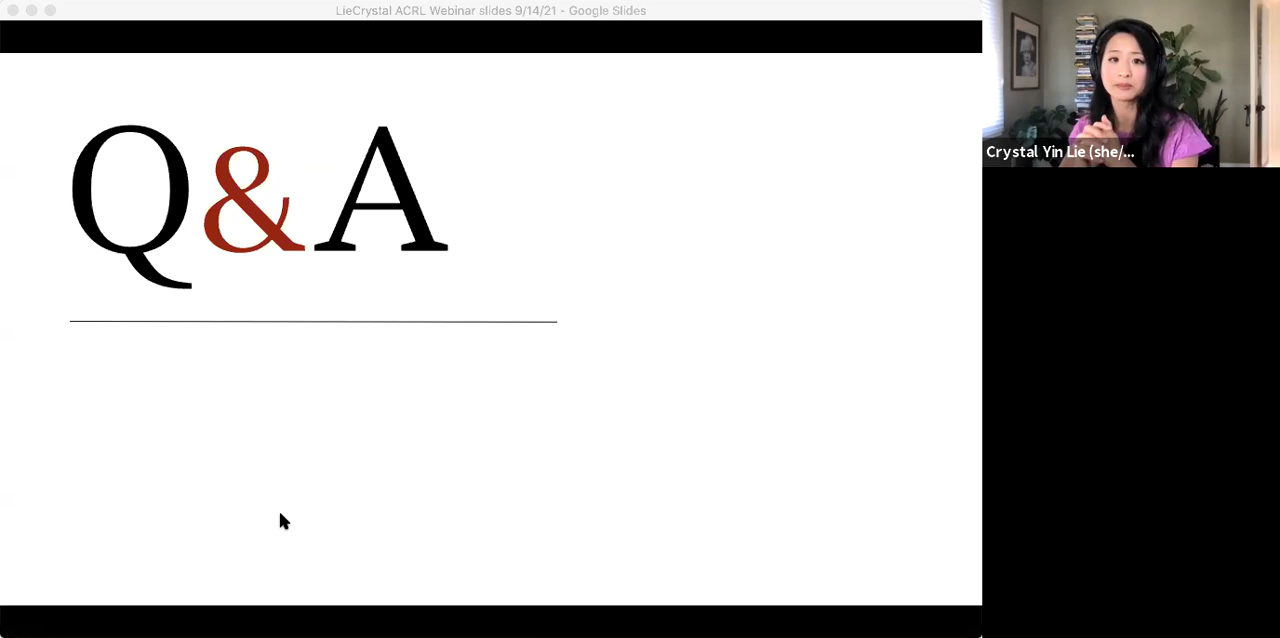 LieCrystal ACRL Webinar slides 9/14/21 - Google Slides
Q&A
Crystal Yin Lie (she/...